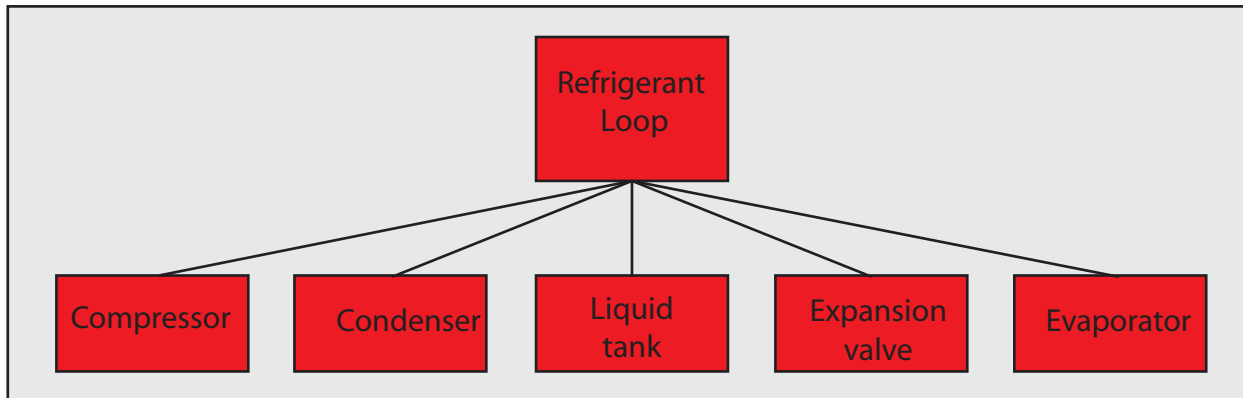 Refrigerant
Loop
Compressor
Condenser
Liquid
tank
Expansion
valve
Evaporator